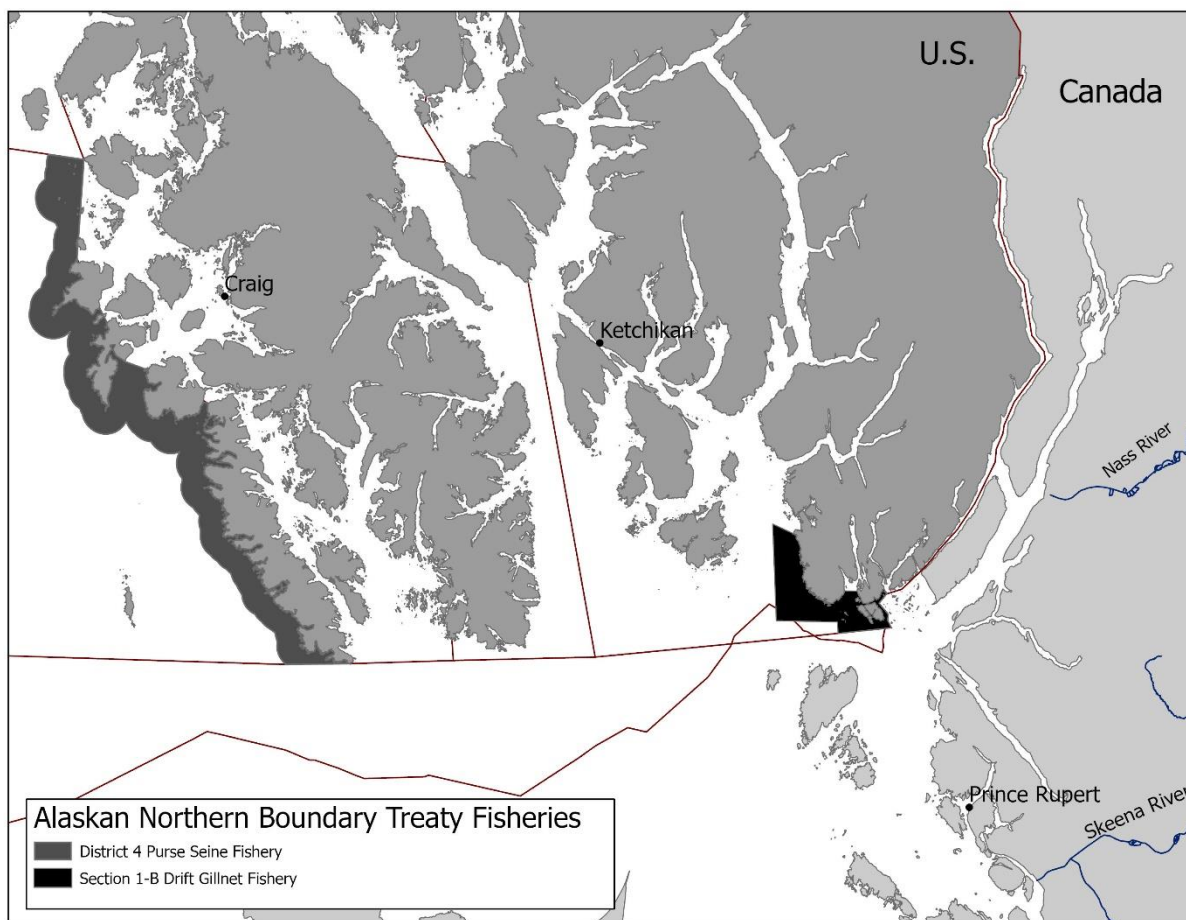 U.S.
Canada
Craig
Ketchikan
Nass River
Prince Rupert
Skeena River
Alaskan Northern Boundary Treaty Fisheries
District 4 Purse Seine Fishery
Section 1-B Drift Gillnet Fishery